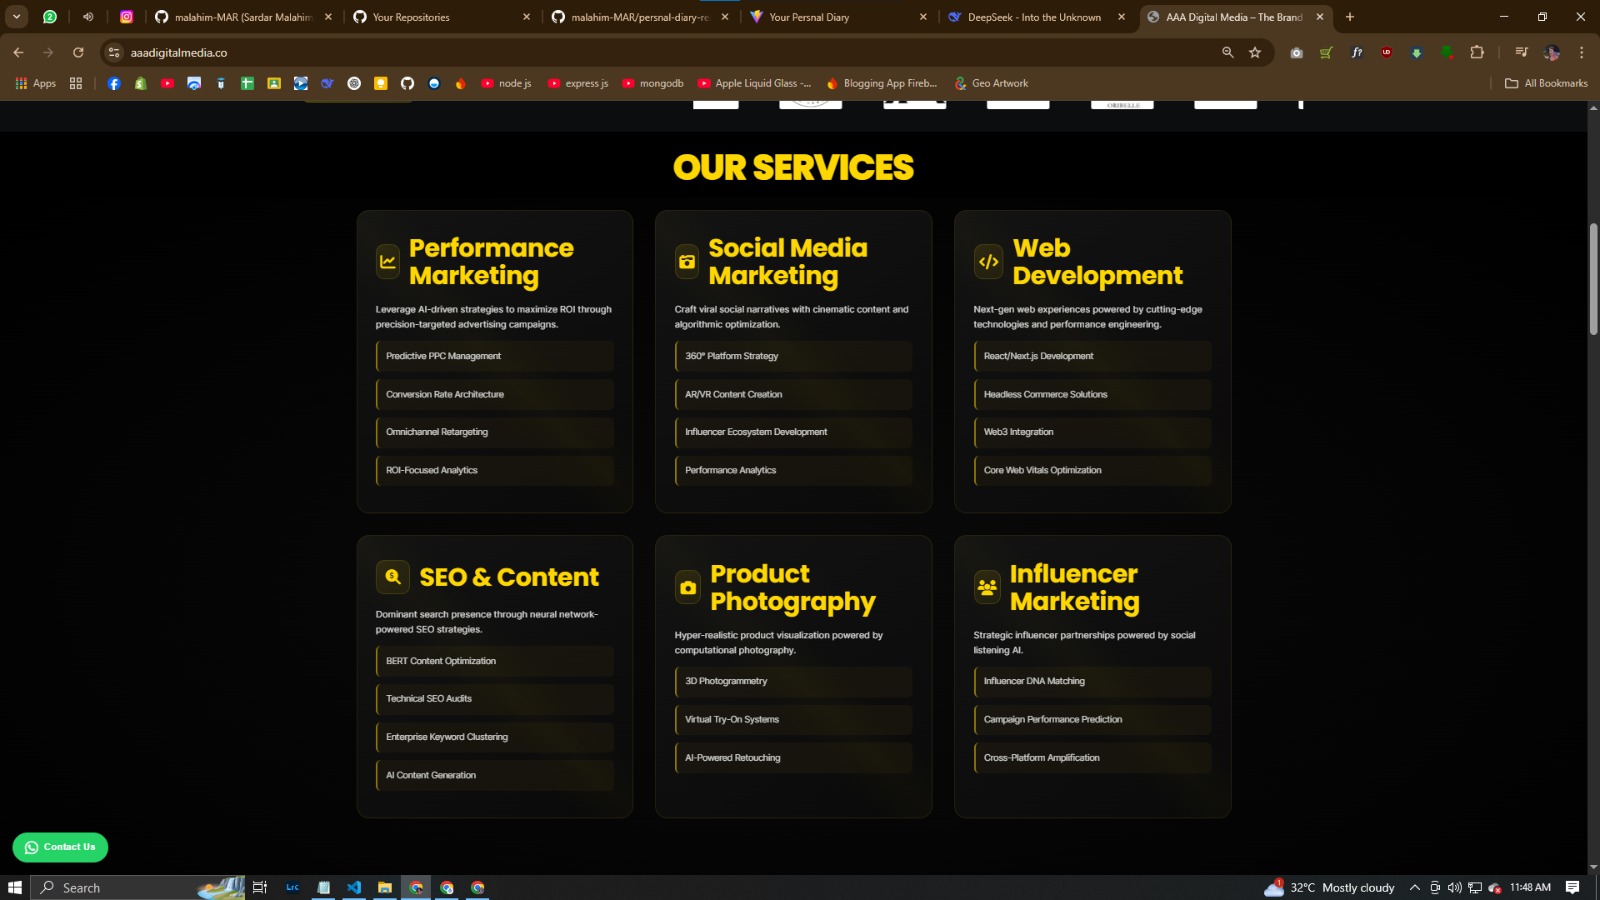 malahim-MAR (Sardar Malahim
Your Repositories
malahim-MAR/persnal-diary-re
Your Persnal Diary
DeepSeek - Into the Unknown
AAA Digital Media – The Brand
aaadigitalmedia.co
Apps
node js
express js
mongodb
Apple Liquid Glass -...
Blogging App Fireb...
Geo Artwork
All Bookmarks
OUR SERVICES
Performance
Marketing
Leverage AI-driven strategies to maximize ROI through
precision-targeted advertising campaigns.
Predictive PPC Management
Conversion Rate Architecture
Omnichannel Retargeting
ROI-Focused Analytics
Social Media
Marketing
Craft viral social narratives with cinematic content and
algorithmic optimization.
360° Platform Strategy
AR/VR Content Creation
Influencer Ecosystem Development
Performance Analytics
Web
Development
Next-gen web experiences powered by cutting-edge
technologies and performance engineering.
React/Next.js Development
Headless Commerce Solutions
Web3 Integration
Core Web Vitals Optimization
SEO & Content
Dominant search presence through neural network-
powered SEO strategies.
BERT Content Optimization
Technical SEO Audits
Enterprise Keyword Clustering
AI Content Generation
Product
Photography
Hyper-realistic product visualization powered by
computational photography.
3D Photogrammetry
Virtual Try-On Systems
AI-Powered Retouching
Influencer
Marketing
Strategic influencer partnerships powered by social
listening AI.
Influencer DNA Matching
Campaign Performance Prediction
Cross-Platform Amplification
Contact Us
Search
Lrc
1
32°C Mostly cloudy
11:48 AM